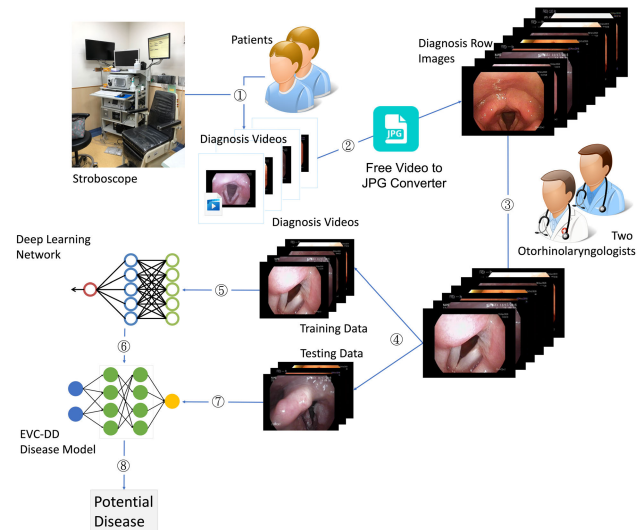 Patients
Diagnosis Row
Images
①
Diagnosis Videos
②
JPG
Free Video to
JPG Converter
Stroboscope
③
Diagnosis Videos
Two
Otorhinolaryngologists
Deep Learning
Network
⑤
Training Data
④
⑥
Testing Data
⑦
EVC-DD
Disease Model
⑧
Potential
Disease